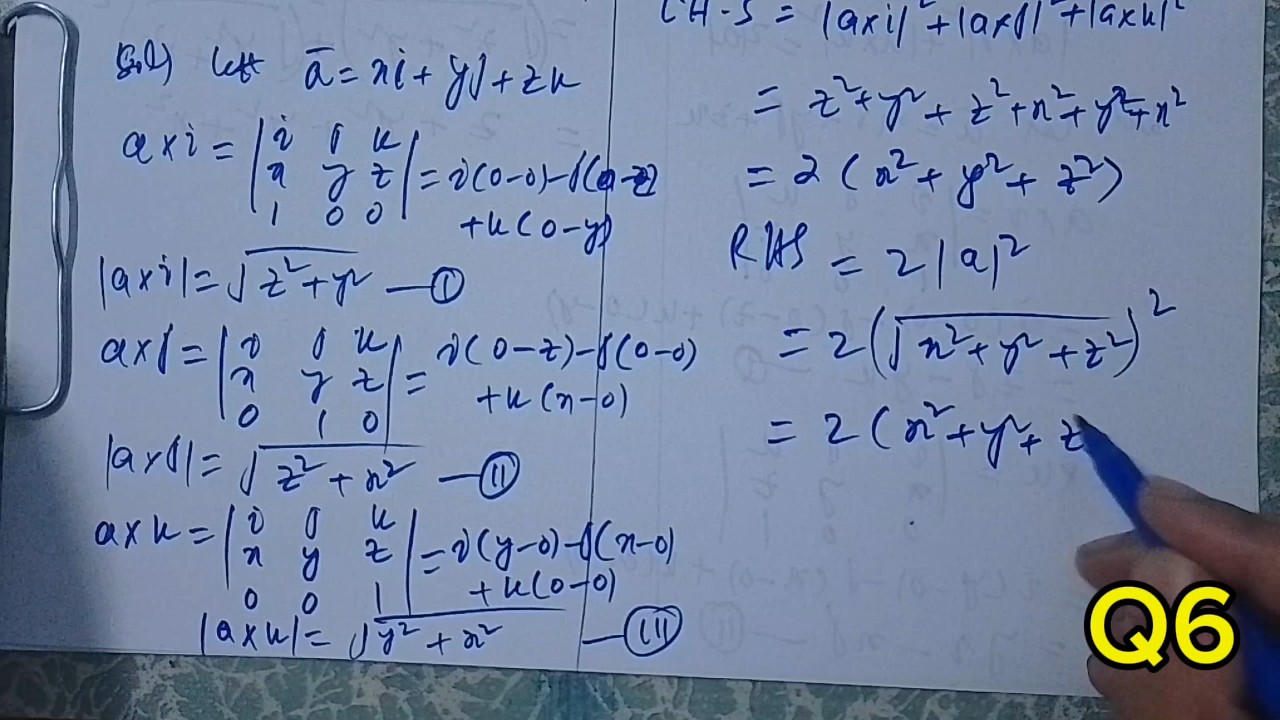 Sol) let ā = xi + yj + zk
a×i = | i j k | = i(0-0)-j(0-z)
| x y z |
| 1 0 0 | +k(0-y)
|a×i| = √z²+y² — I
a×j = | i j k | = i(0-z)-j(0-0)
| x y z | +k(x-0)
| 0 1 0 |
|a×j| = √z²+x² — II
a×k = | i j k | = i(y-0)-j(x-0)
| x y z |
| 0 0 1 | +k(0-0)
|a×k| = √y²+x² — III
LH.S = |a×i|²+|a×j|²+|a×k|²
= z²+y²+z²+x²+y²+x²
= 2(x²+y²+z²)
RHS = 2|a|²
= 2(√x²+y²+z²)²
= 2(x²+y²+z
Q6